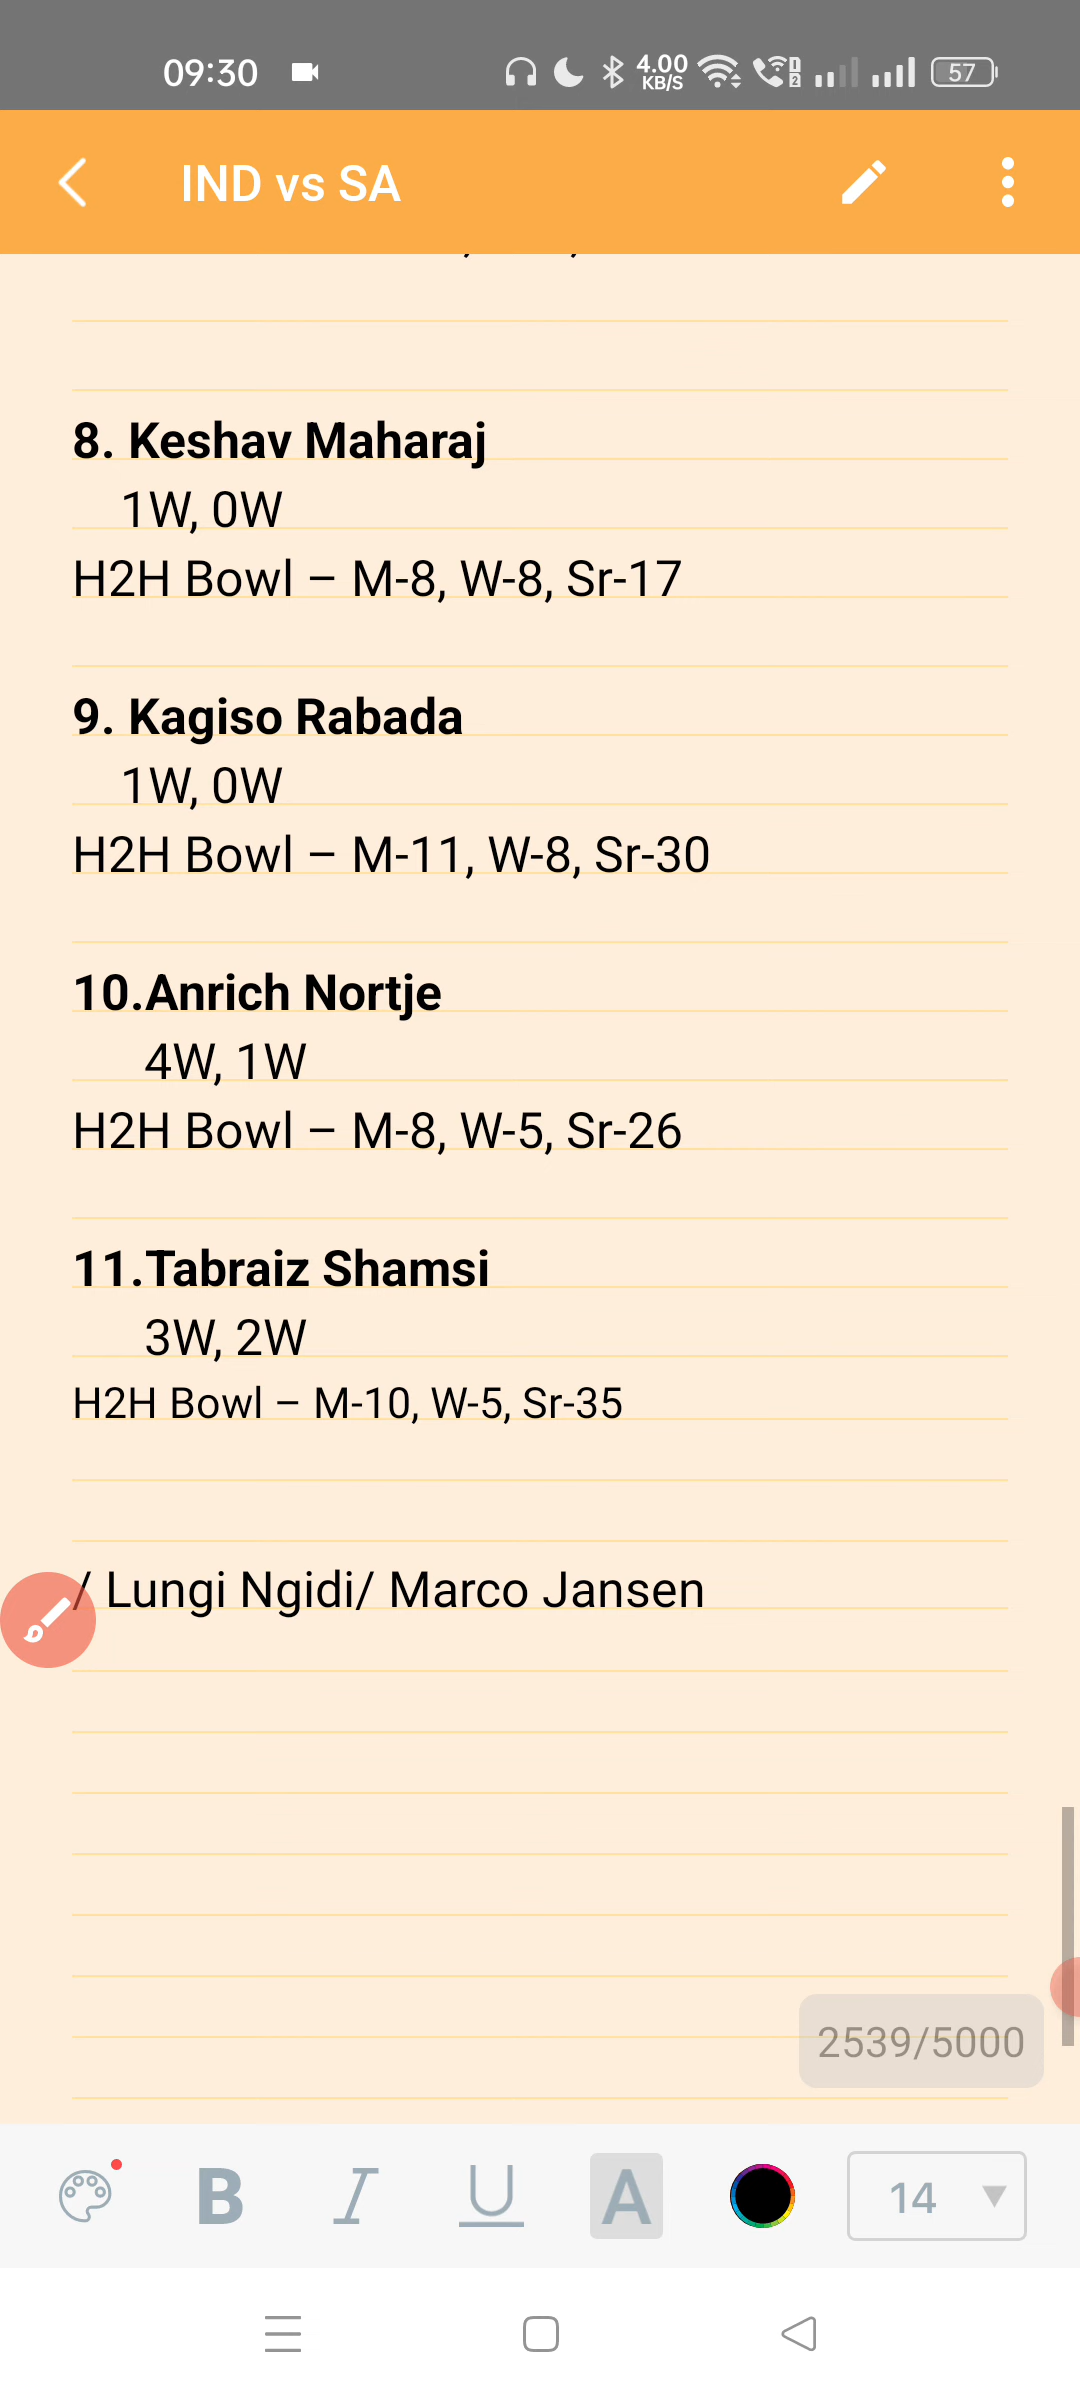 09:30 4.00 KB/S 57
IND vs SA
8. Keshav Maharaj
1W, 0W
H2H Bowl – M-8, W-8, Sr-17
9. Kagiso Rabada
1W, 0W
H2H Bowl – M-11, W-8, Sr-30
10.Anrich Nortje
4W, 1W
H2H Bowl – M-8, W-5, Sr-26
11.Tabraiz Shamsi
3W, 2W
H2H Bowl – M-10, W-5, Sr-35
/ Lungi Ngidi/ Marco Jansen
2539/5000
B I U A 14